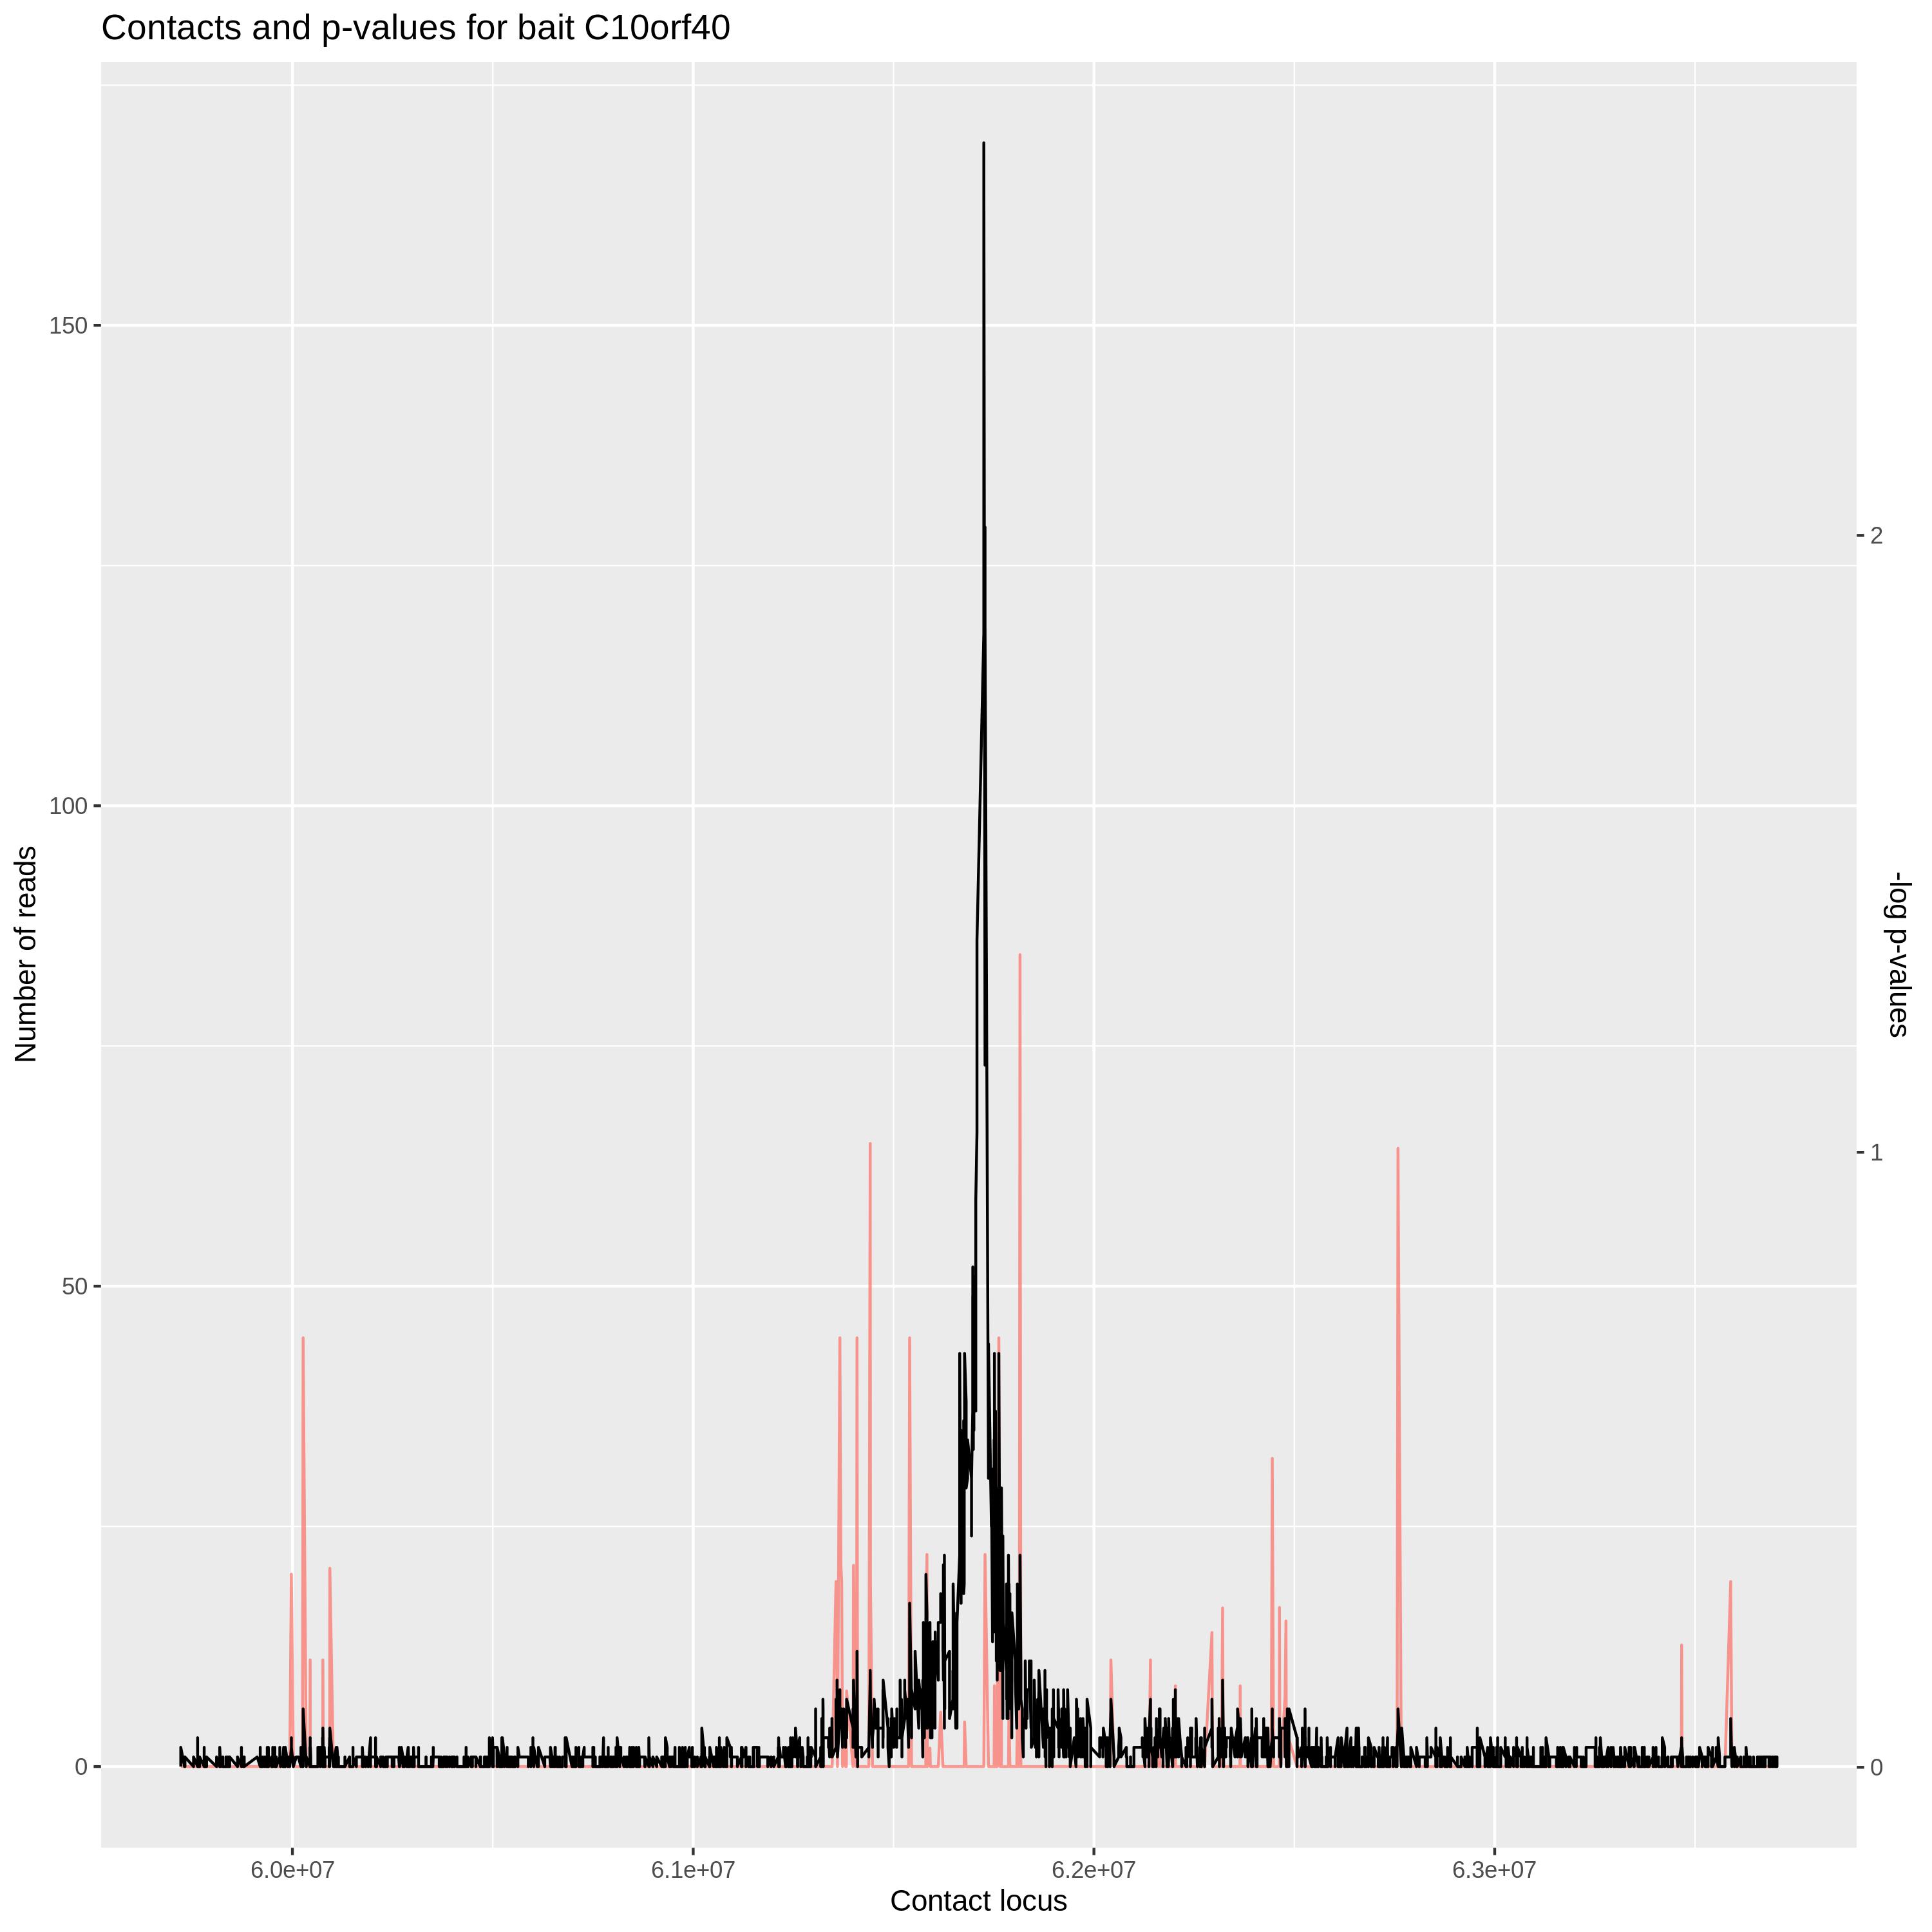 Contacts and p-values for bait C10orf40
150
100
50
0
Number of reads
2
1
0
-log p-values
6.0e+07
6.1e+07
6.2e+07
6.3e+07
Contact locus